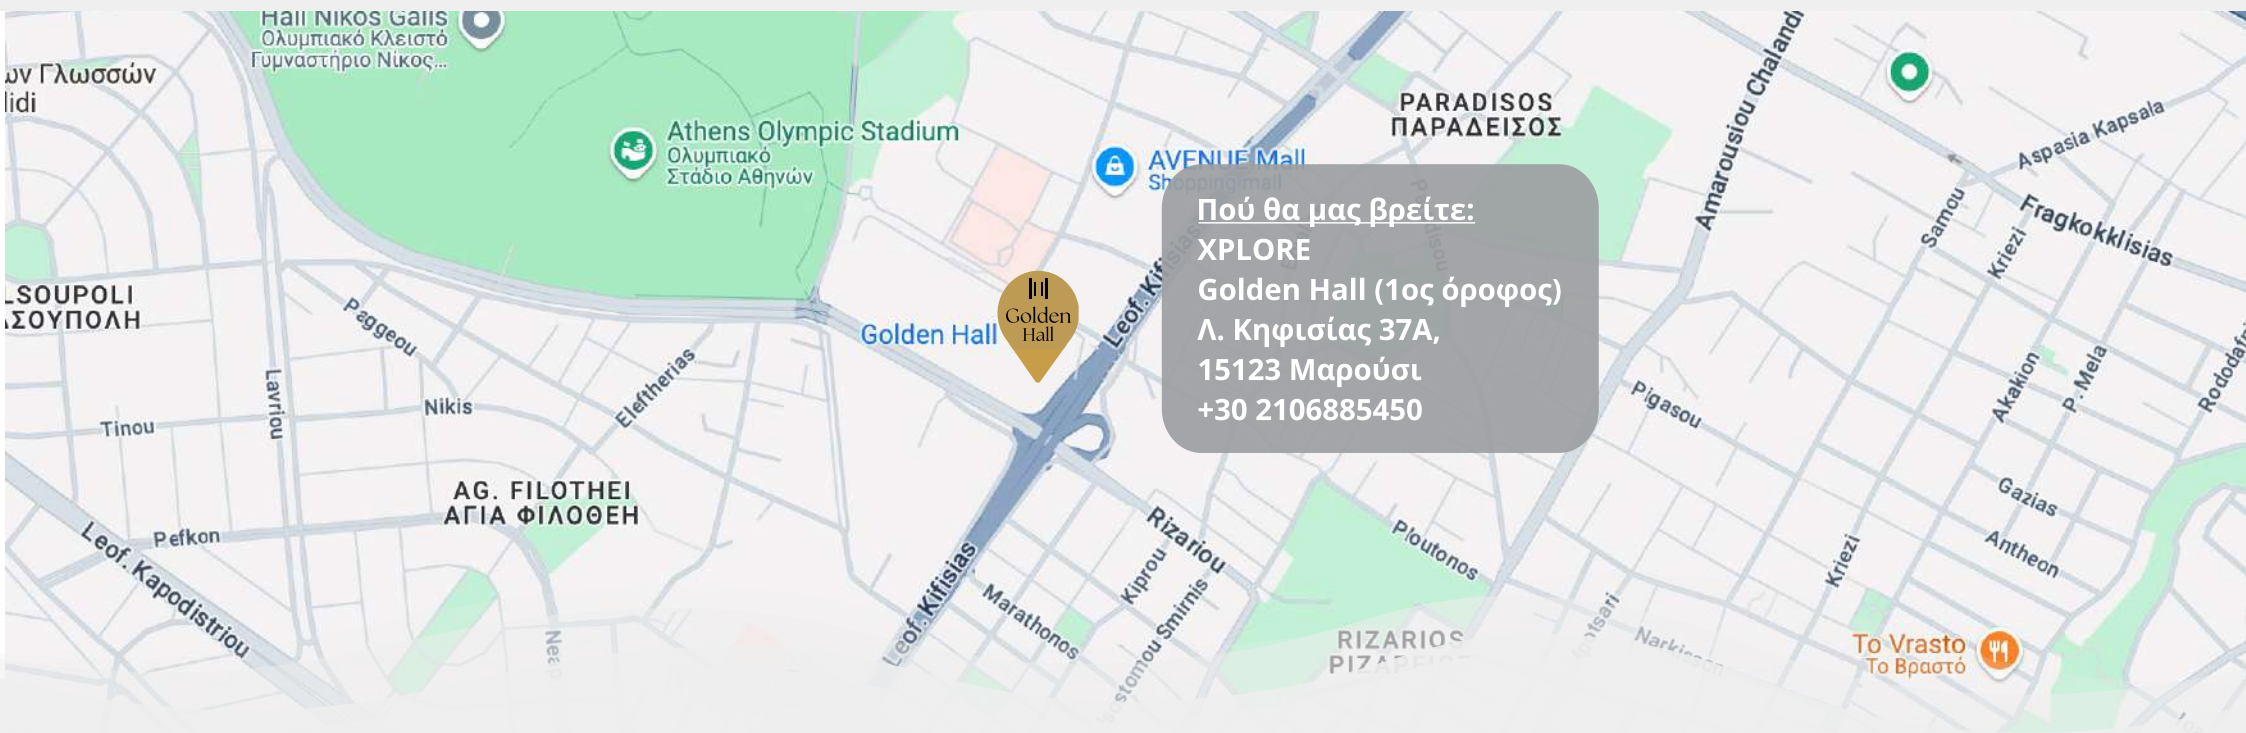 Hall Nikos Galis
Ολυμπιακό Κλειστό
Γυμναστήριο Νίκος...
ων Γλωσσών
lidi
Athens Olympic Stadium
Ολυμπιακό
Στάδιο Αθηνών
AVENUE Mall
Shopping mall
PARADISOS
ΠΑΡΑΔΕΙΣΟΣ
Amarousiou Chalandi
Aspasia Kapsala
Fragkokklisias
Samou
Kriezi
Πού θα μας βρείτε:
XPLORE
Golden Hall (1ος όροφος)
Λ. Κηφισίας 37Α,
15123 Μαρούσι
+30 2106885450
LSOUPOLI
ΛΣΟΥΠΟΛΗ
Paggeou
Golden Hall
Golden
Hall
Leof. Kifisias
Lavriou
Eleftherias
Nikis
Tinou
Pigasou
Akakion
P. Mela
Rododafn
AG. FILOTHEI
ΑΓΙΑ ΦΙΛΟΘΕΗ
Pefkon
Leof. Kapodistriou
Leof. Kifisias
Rizariou
Kiprou
Marathonos
Ploutonos
Gazias
Antheon
Kriezi
RIZARIOS
To Vrasto
Το Βραστό